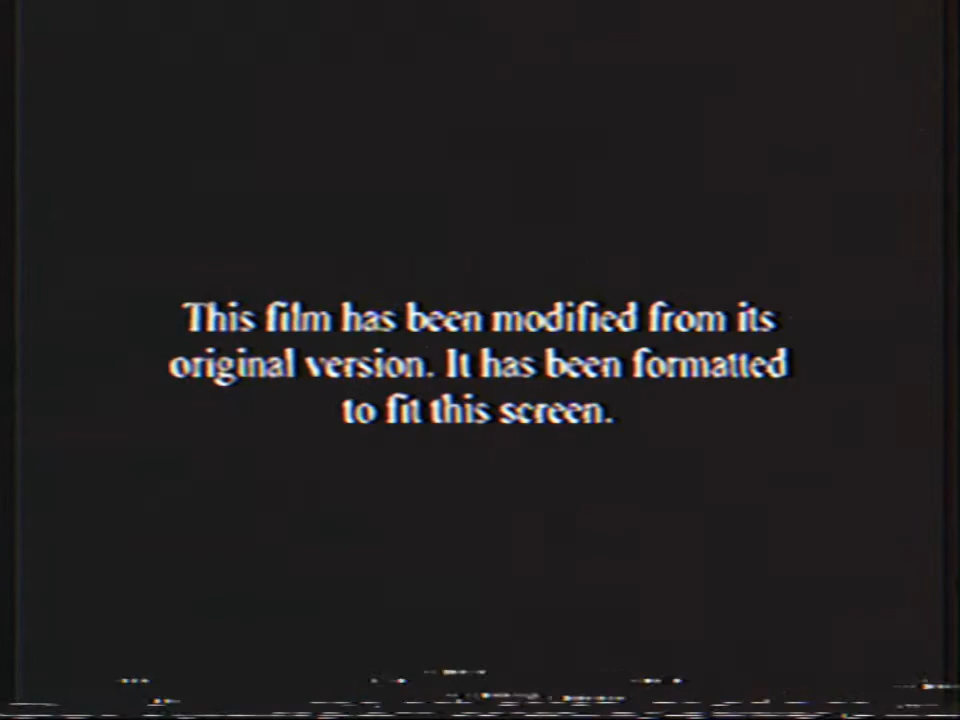 This film has been modified from its
original version. It has been formatted
to fit this screen.